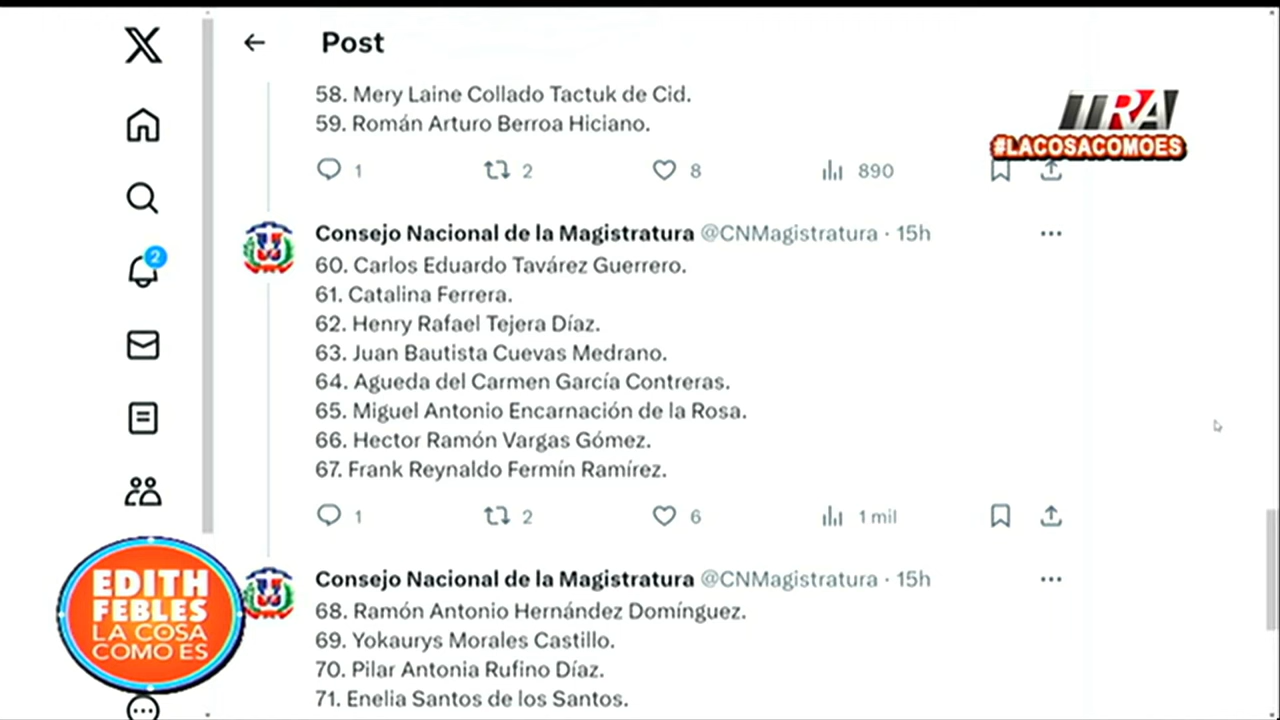 Post
58. Mery Laine Collado Tactuk de Cid.
59. Román Arturo Berroa Hiciano.
1 2 8 890
TRA
#LACOSACOMOES
2
Consejo Nacional de la Magistratura @CNMagistratura · 15h
60. Carlos Eduardo Tavárez Guerrero.
61. Catalina Ferrera.
62. Henry Rafael Tejera Díaz.
63. Juan Bautista Cuevas Medrano.
64. Agueda del Carmen García Contreras.
65. Miguel Antonio Encarnación de la Rosa.
66. Hector Ramón Vargas Gómez.
67. Frank Reynaldo Fermín Ramírez.
1 2 6 1 mil
Consejo Nacional de la Magistratura @CNMagistratura · 15h
68. Ramón Antonio Hernández Domínguez.
69. Yokaurys Morales Castillo.
70. Pilar Antonia Rufino Díaz.
71. Enelia Santos de los Santos.
EDITH
FEBLES
LA COSA
COMO ES